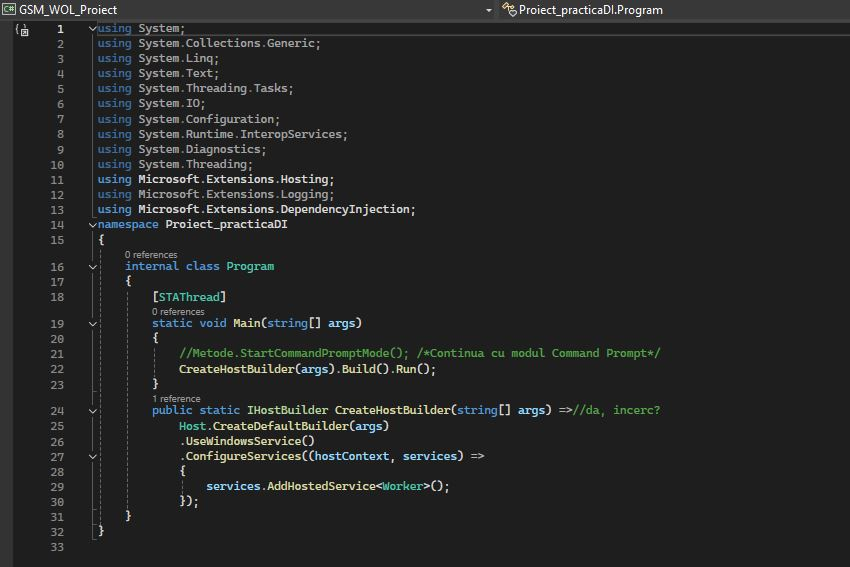 GSM_WOL_Proiect Proiect_practicaDI.Program
1 using System;
2 using System.Collections.Generic;
3 using System.Linq;
4 using System.Text;
5 using System.Threading.Tasks;
6 using System.IO;
7 using System.Configuration;
8 using System.Runtime.InteropServices;
9 using System.Diagnostics;
10 using System.Threading;
11 using Microsoft.Extensions.Hosting;
12 using Microsoft.Extensions.Logging;
13 using Microsoft.Extensions.DependencyInjection;
14 namespace Proiect_practicaDI
15 {
0 references
16 internal class Program
17 {
18 [STAThread]
0 references
19 static void Main(string[] args)
20 {
21 //Metode.StartCommandPromptMode(); /*Continua cu modul Command Prompt*/
22 CreateHostBuilder(args).Build().Run();
23 }
1 reference
24 public static IHostBuilder CreateHostBuilder(string[] args) =>//da, incerc?
25 Host.CreateDefaultBuilder(args)
26 .UseWindowsService()
27 .ConfigureServices((hostContext, services) =>
28 {
29 services.AddHostedService<Worker>();
30 });
31 }
32 }
33